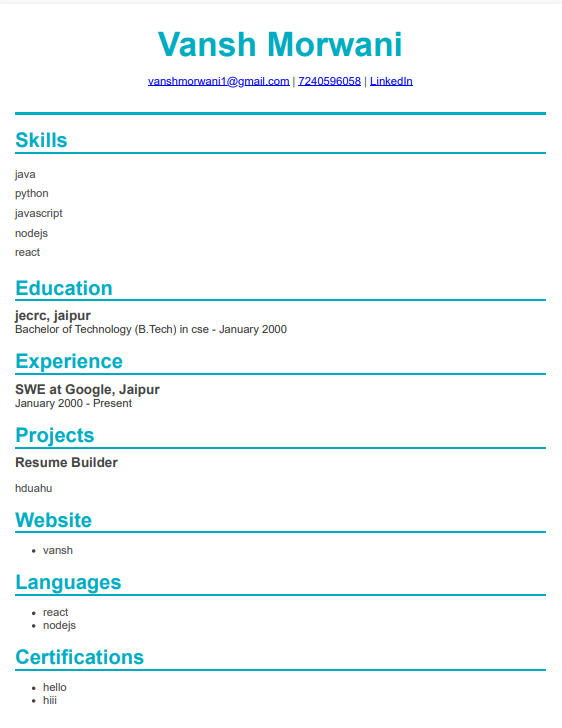 Vansh Morwani
vanshmorwani1@gmail.com | 7240596058 | LinkedIn
Skills
java
python
javascript
nodejs
react
Education
jecrc, jaipur
Bachelor of Technology (B.Tech) in cse - January 2000
Experience
SWE at Google, Jaipur
January 2000 - Present
Projects
Resume Builder
hduahu
Website
• vansh
Languages
• react
• nodejs
Certifications
• hello
• hiii